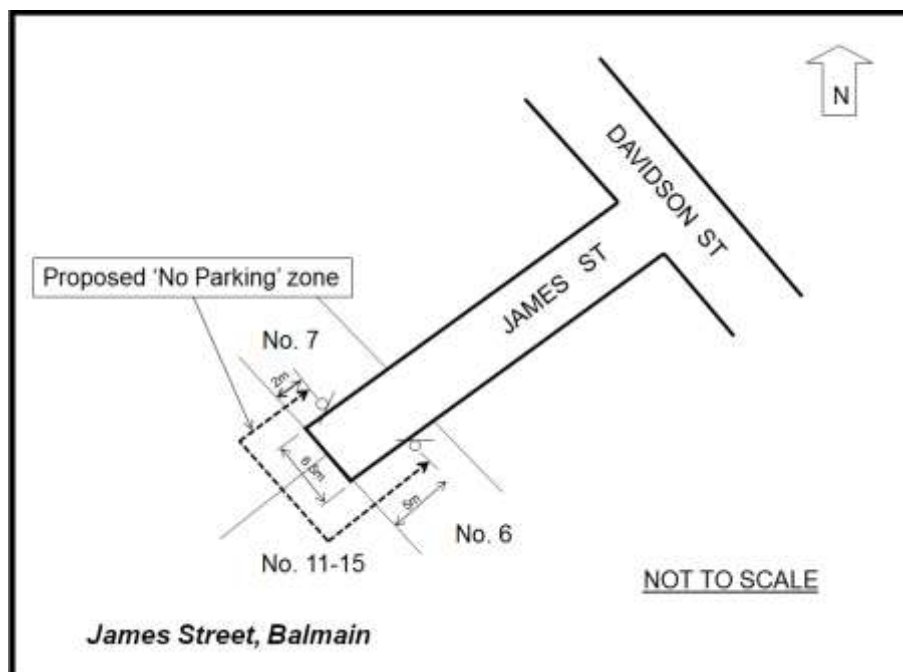 N
DAVIDSON ST
JAMES ST
Proposed 'No Parking' zone
No. 7
2m
6.5m
5m
No. 6
No. 11-15
NOT TO SCALE
James Street, Balmain